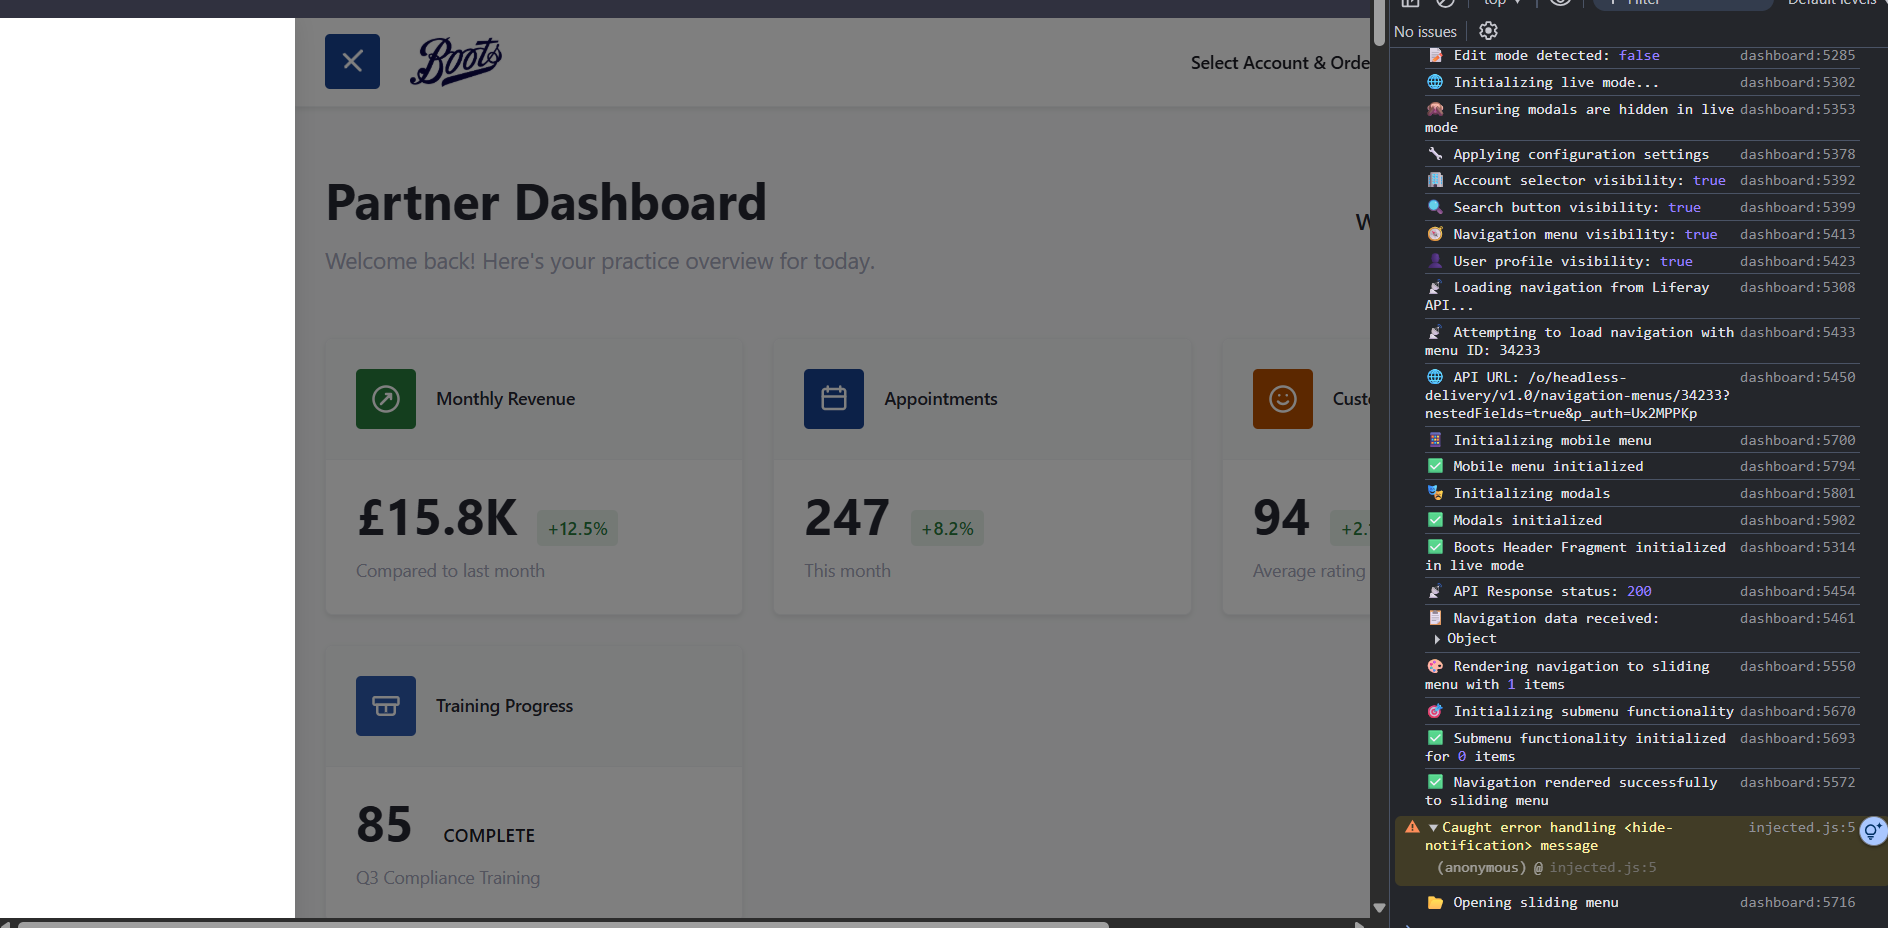 Boots
Select Account & Orde
Partner Dashboard
W
Welcome back! Here's your practice overview for today.
Monthly Revenue
Appointments
Custo
£15.8K +12.5%
247 +8.2%
94 +2.
Compared to last month
This month
Average rating
Training Progress
85 COMPLETE
Q3 Compliance Training
top
Filter
Default levels
No issues
Edit mode detected: false dashboard:5285
Initializing live mode... dashboard:5302
Ensuring modals are hidden in live dashboard:5353
mode
Applying configuration settings dashboard:5378
Account selector visibility: true dashboard:5392
Search button visibility: true dashboard:5399
Navigation menu visibility: true dashboard:5413
User profile visibility: true dashboard:5423
Loading navigation from Liferay dashboard:5308
API...
Attempting to load navigation with dashboard:5433
menu ID: 34233
API URL: /o/headless- dashboard:5450
delivery/v1.0/navigation-menus/34233?
nestedFields=true&p_auth=Ux2MPPKp
Initializing mobile menu dashboard:5700
Mobile menu initialized dashboard:5794
Initializing modals dashboard:5801
Modals initialized dashboard:5902
Boots Header Fragment initialized dashboard:5314
in live mode
API Response status: 200 dashboard:5454
Navigation data received: dashboard:5461
Object
Rendering navigation to sliding dashboard:5550
menu with 1 items
Initializing submenu functionality dashboard:5670
Submenu functionality initialized dashboard:5693
for 0 items
Navigation rendered successfully dashboard:5572
to sliding menu
Caught error handling <hide- injected.js:5
notification> message
(anonymous) @ injected.js:5
Opening sliding menu dashboard:5716